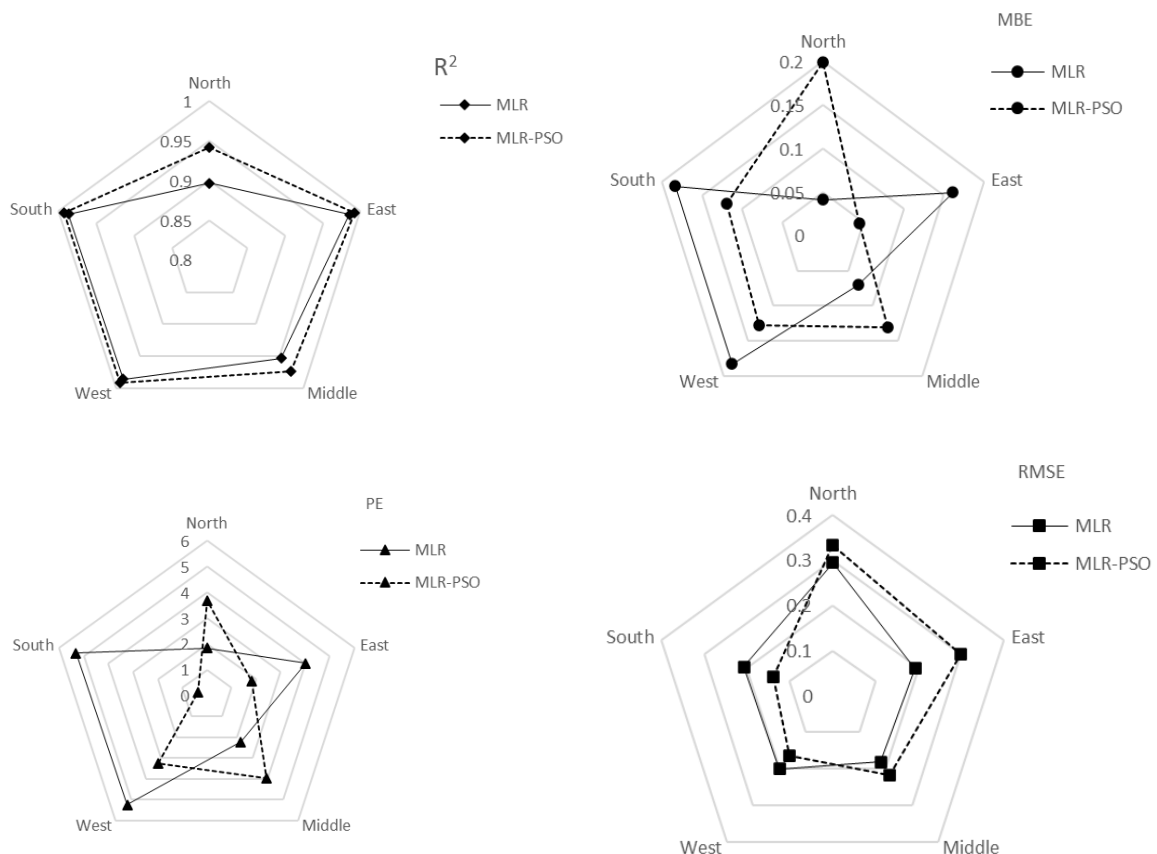 R²
North
1
0.95
0.9
0.85
0.8
East
Middle
West
South
MLR
MLR-PSO
MBE
North
0.2
0.15
0.1
0.05
0
East
Middle
West
South
MLR
MLR-PSO
PE
North
6
5
4
3
2
1
0
East
Middle
West
South
MLR
MLR-PSO
RMSE
North
0.4
0.3
0.2
0.1
0
East
Middle
West
South
MLR
MLR-PSO